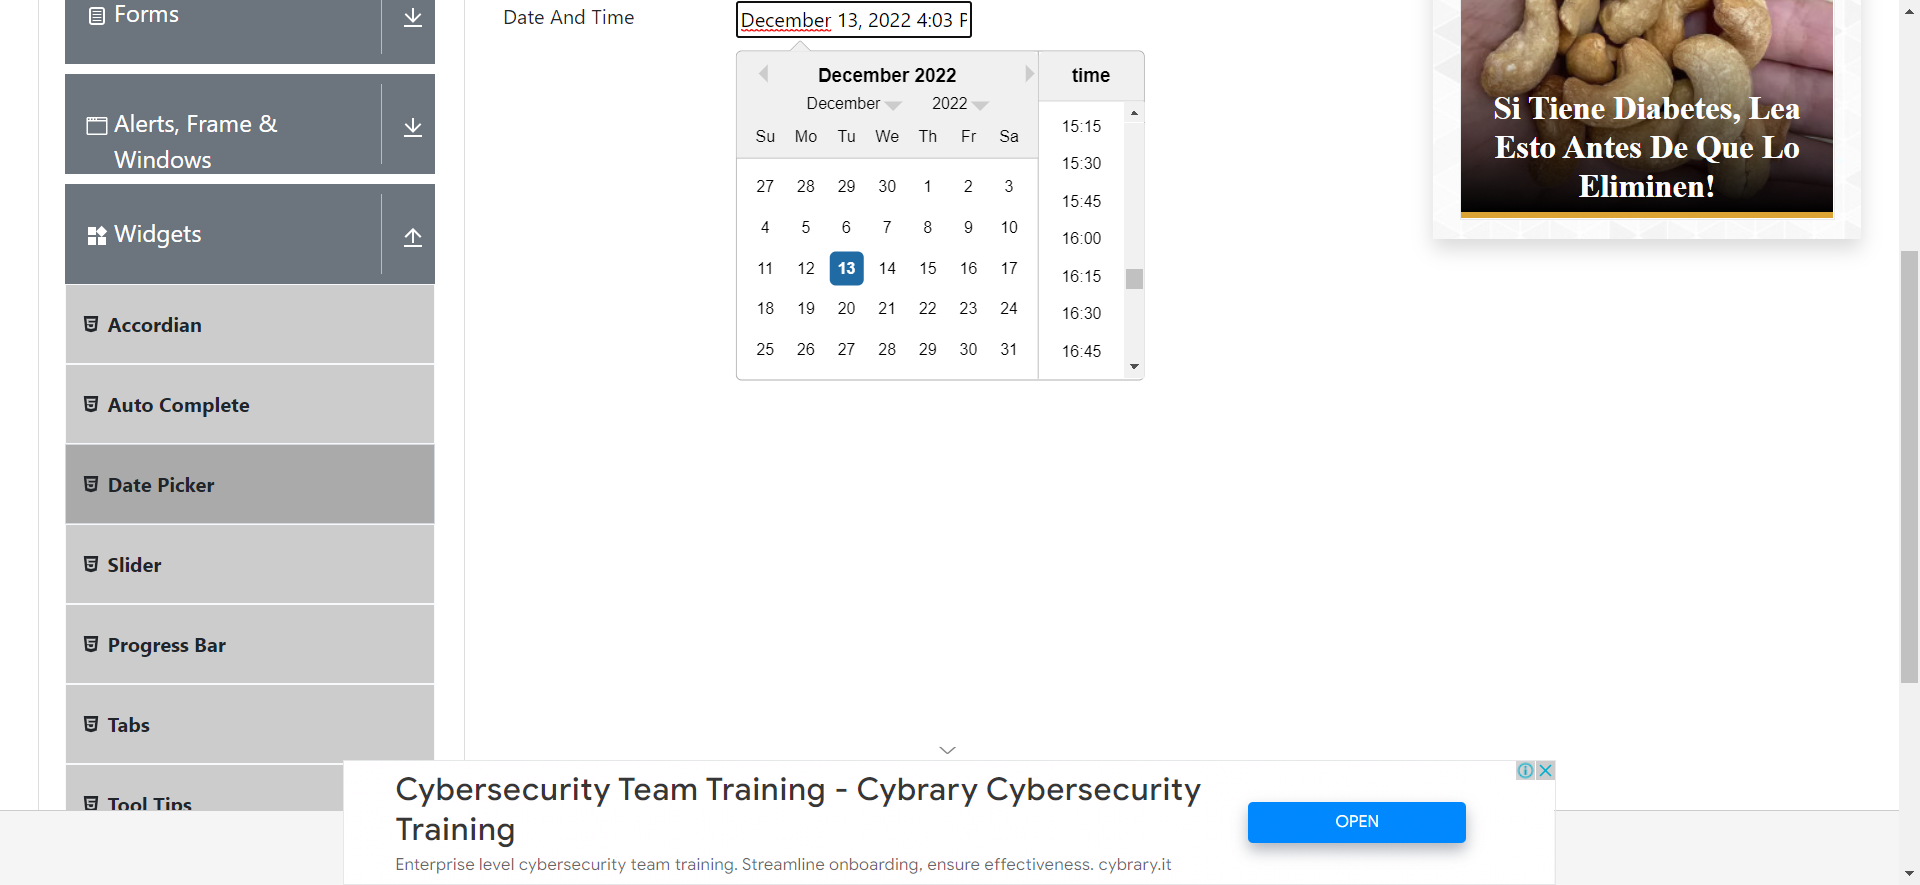 Forms
Alerts, Frame &
Windows
Widgets
Accordian
Auto Complete
Date Picker
Slider
Progress Bar
Tabs
Tool Tips
Date And Time
December 13, 2022 4:03 P
December 2022
December 2022
Su Mo Tu We Th Fr Sa
27 28 29 30 1 2 3
4 5 6 7 8 9 10
11 12 13 14 15 16 17
18 19 20 21 22 23 24
25 26 27 28 29 30 31
time
15:15
15:30
15:45
16:00
16:15
16:30
16:45
Si Tiene Diabetes, Lea
Esto Antes De Que Lo
Eliminen!
Cybersecurity Team Training - Cybrary Cybersecurity
Training
Enterprise level cybersecurity team training. Streamline onboarding, ensure effectiveness. cybrary.it
OPEN